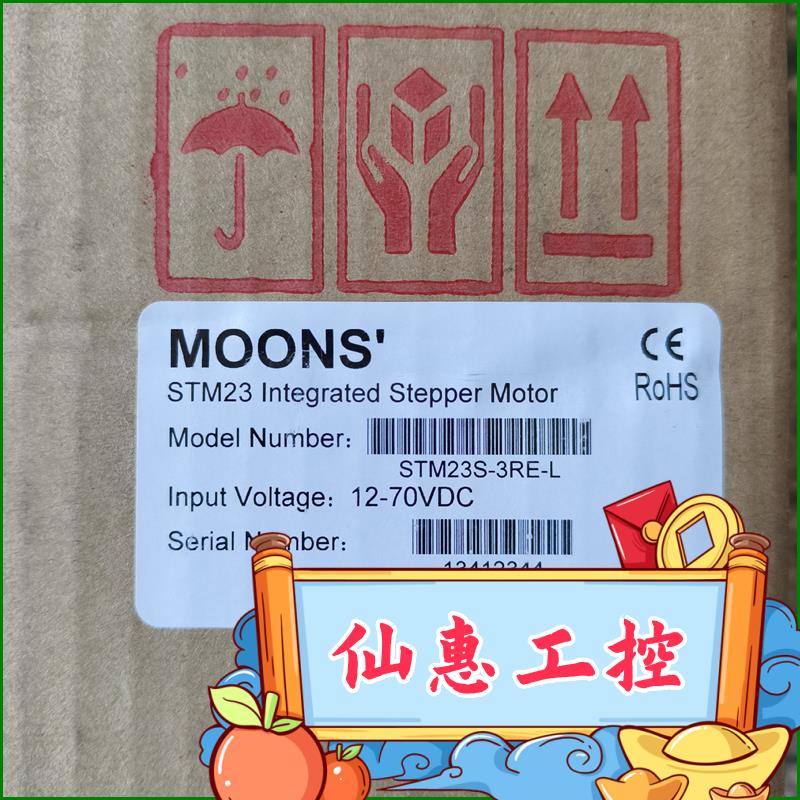 MOONS'
CE
STM23 Integrated Stepper Motor
RoHS
Model Number:
STM23S-3RE-L
Input Voltage: 12-70VDC
Serial
仙惠工控